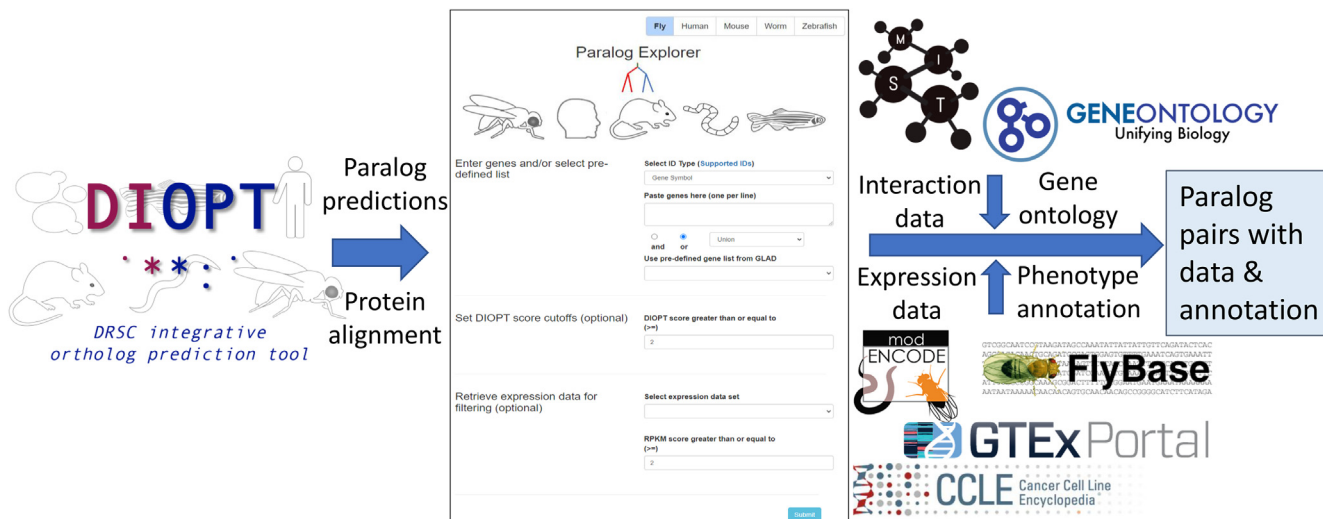 DIOPT
DRSC integrative
ortholog prediction tool
Paralog
predictions
Protein
alignment
Fly
Human
Mouse
Worm
Zebrafish
Paralog Explorer
Enter genes and/or select pre-
defined list
Select ID Type (Supported IDs)
Gene Symbol
Paste genes here (one per line)
and
or
Union
Use pre-defined gene list from GLAD
Set DIOPT score cutoffs (optional)
DIOPT score greater than or equal to
(>=)
2
Retrieve expression data for
filtering (optional)
Select expression data set
RPKM score greater than or equal to
(>=)
2
Submit
M
I
S
T
GENEONTOLOGY
Unifying Biology
Interaction
data
Gene
ontology
Expression
data
Phenotype
annotation
Paralog
pairs with
data &
annotation
mod
ENCODE
FlyBase
GTEx Portal
CCLE
Cancer Cell Line
Encyclopedia